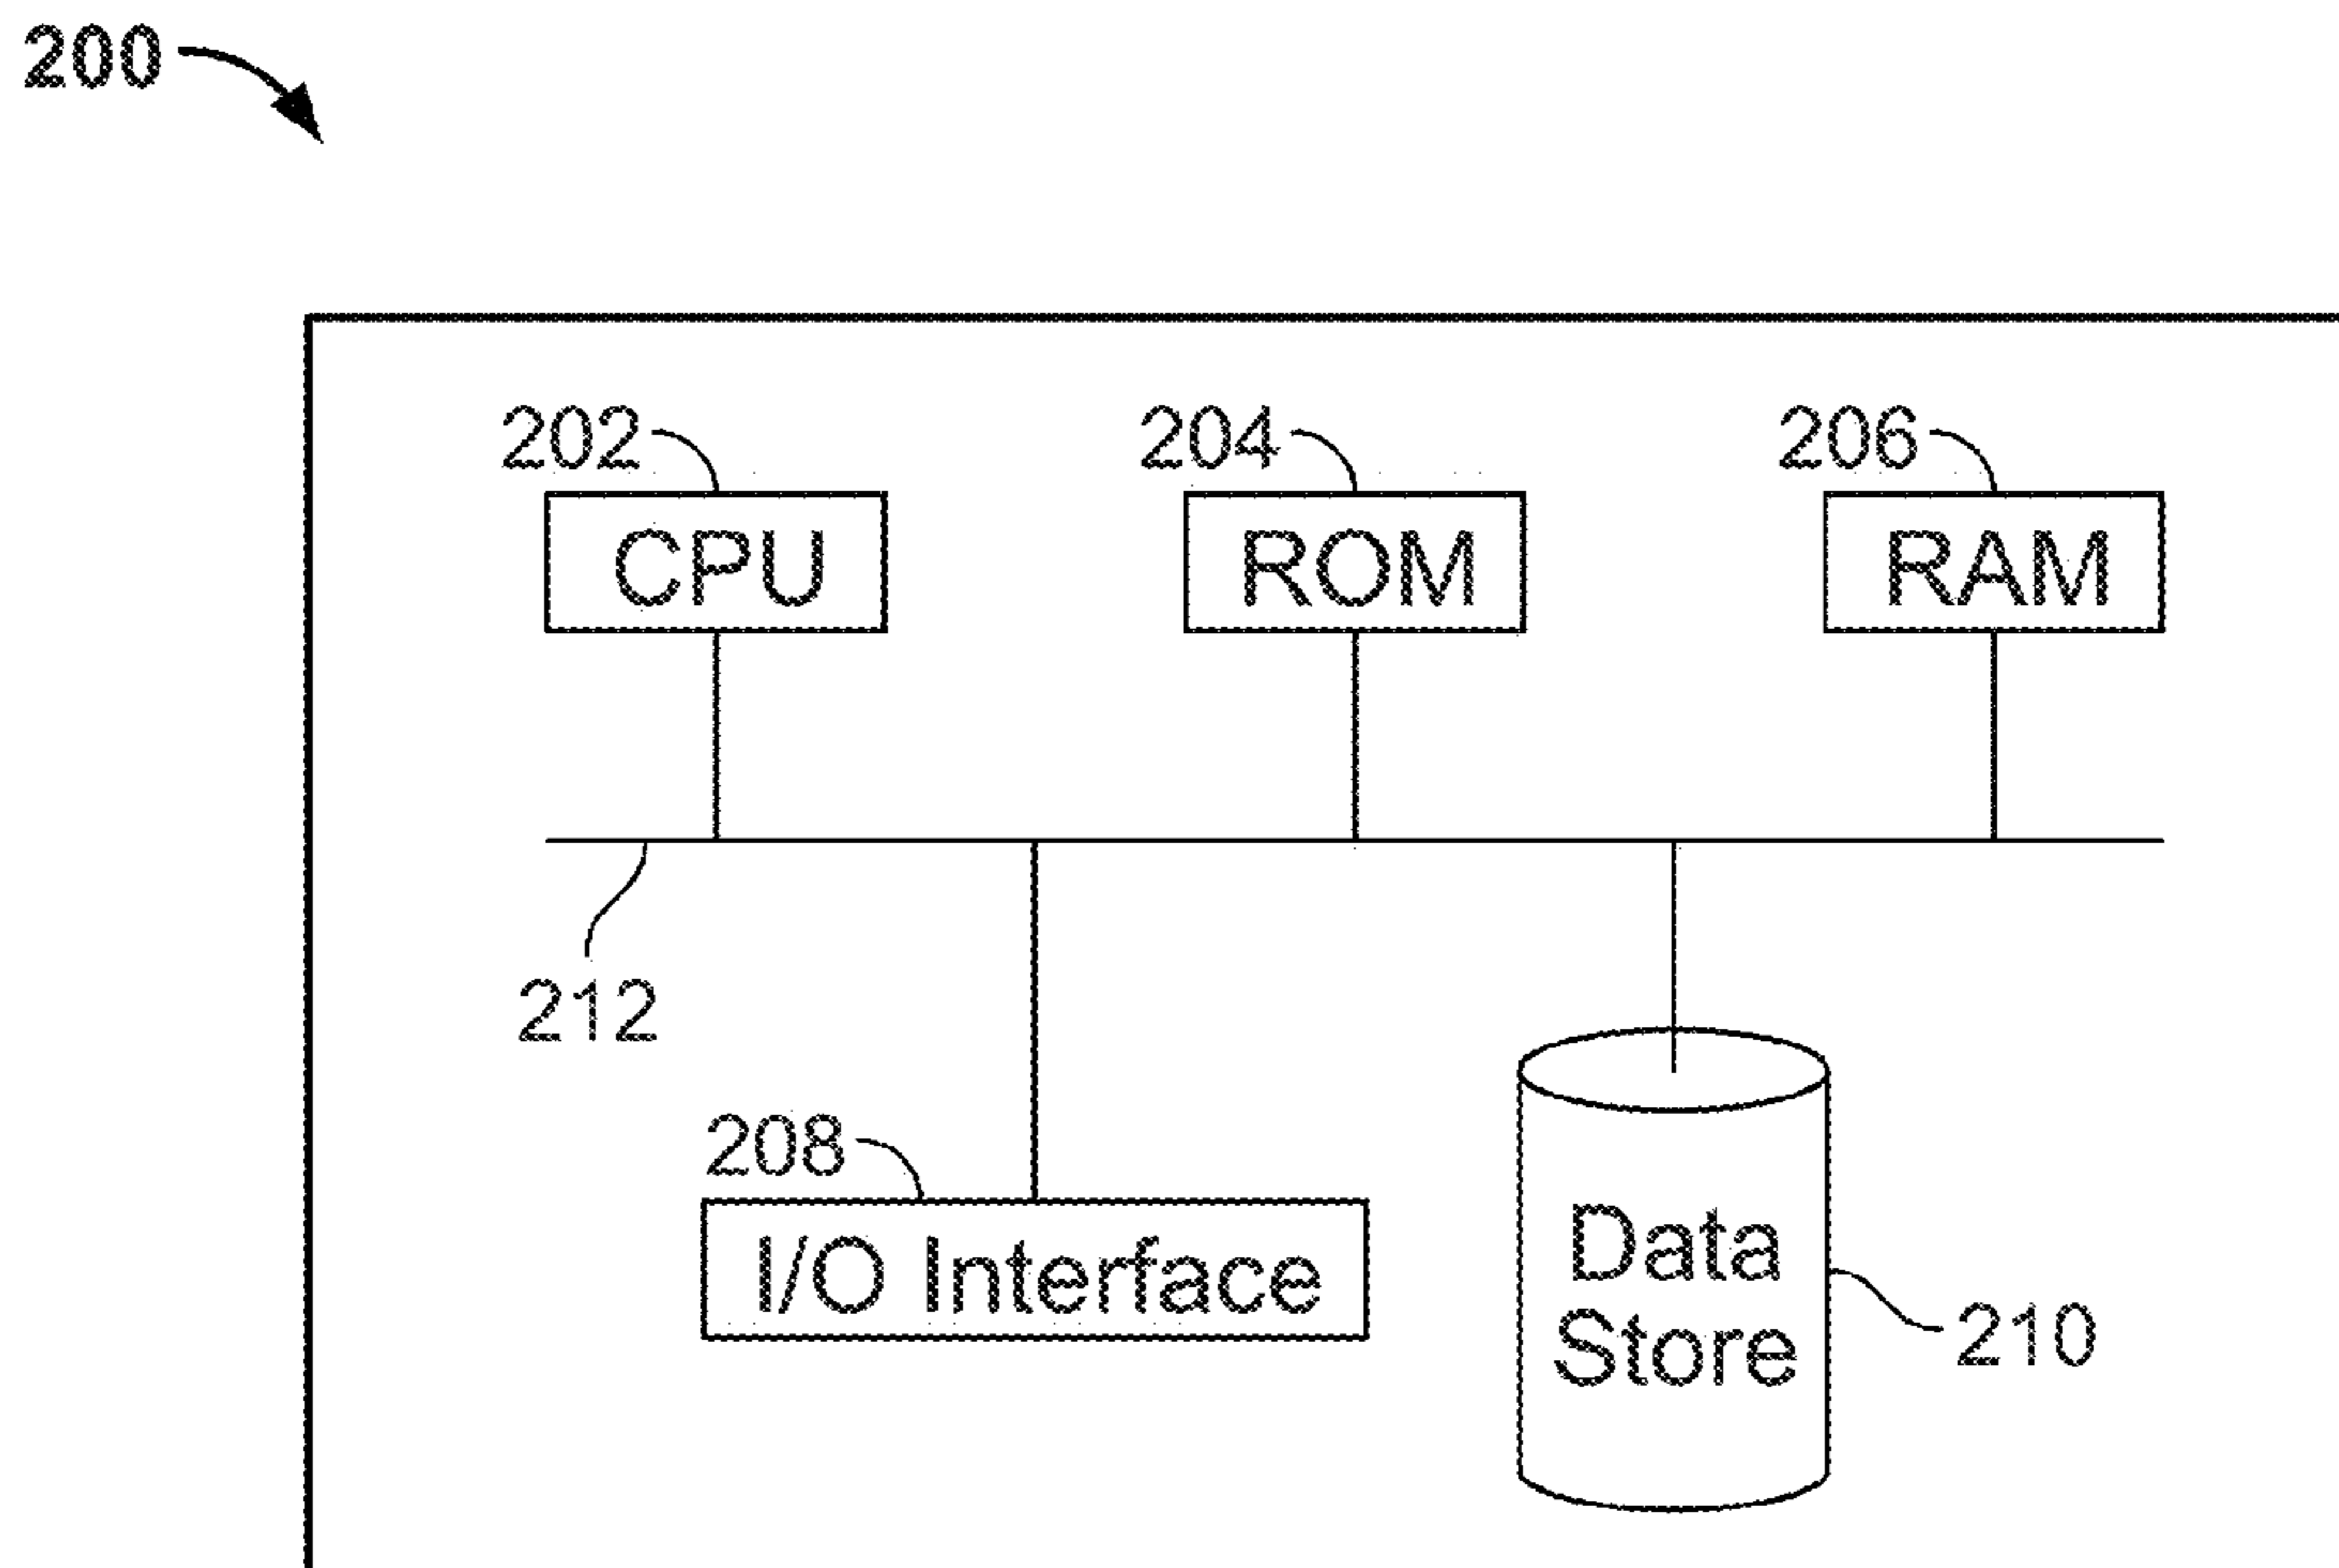 200
202
204
206
CPU
ROM
RAM
212
208
I/O Interface
Data
Store
210